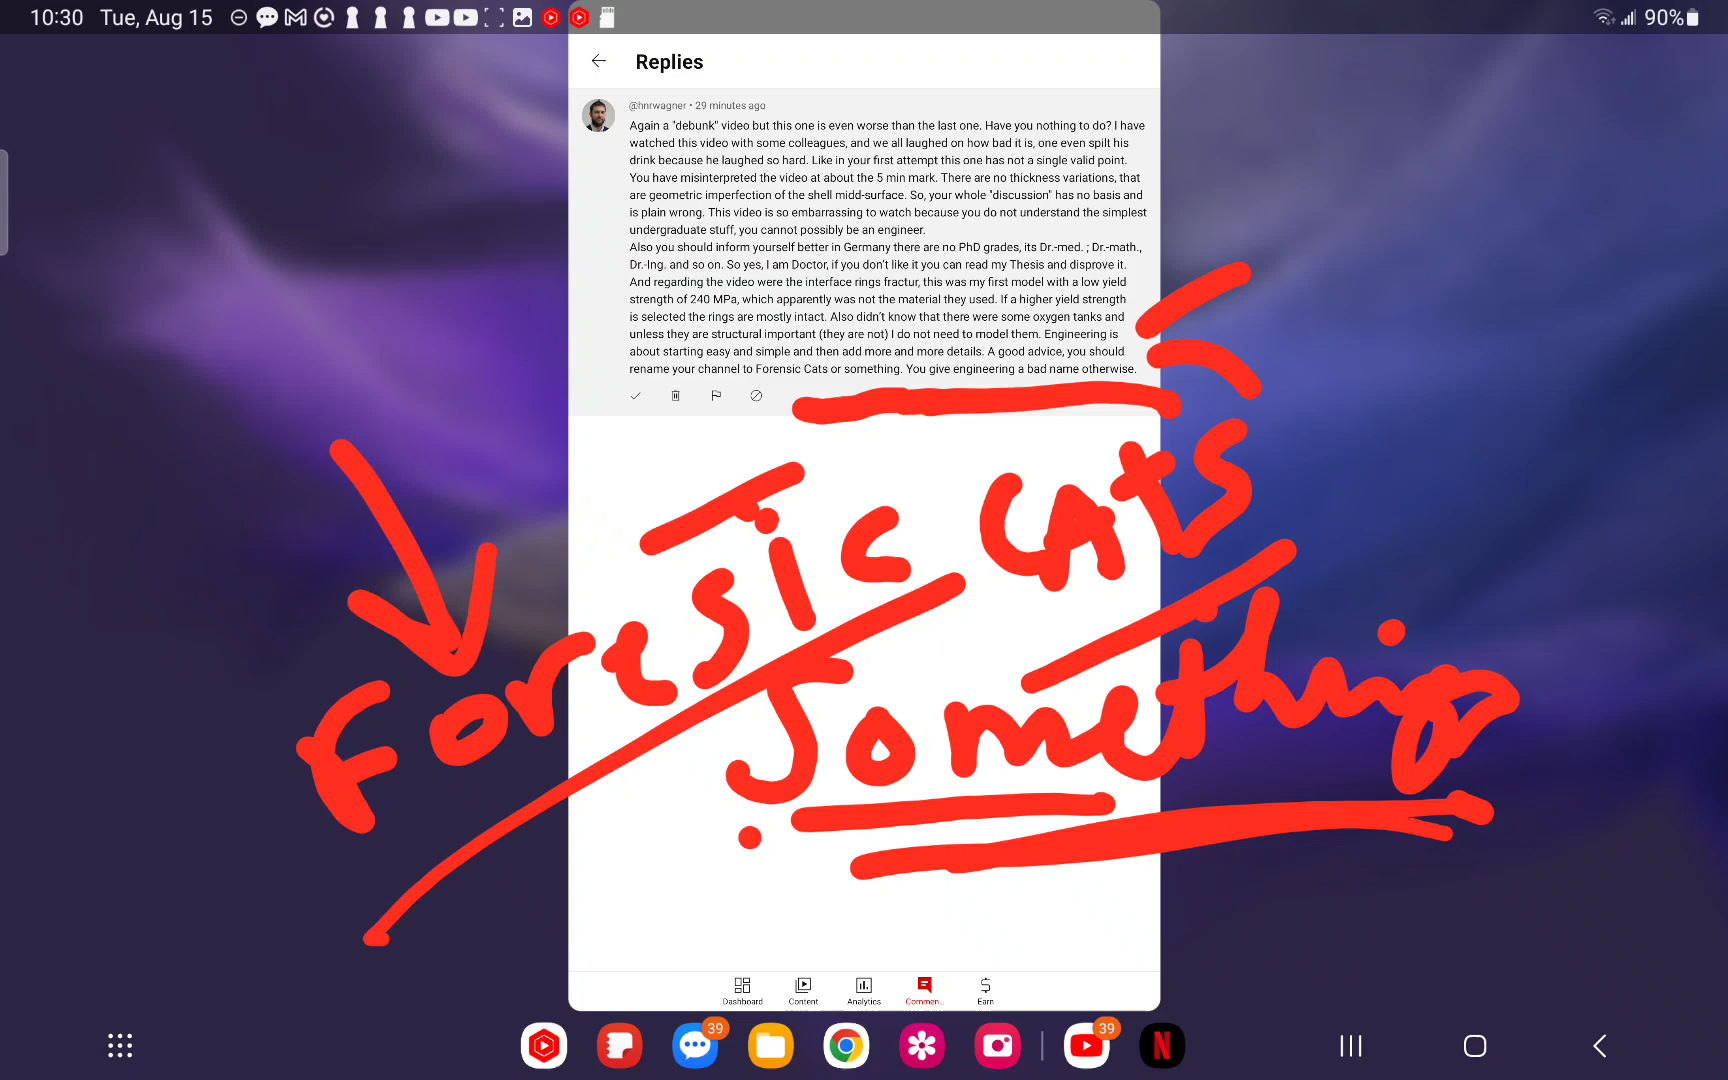 10:30 Tue, Aug 15
90%
Replies
@hnrwagner • 29 minutes ago
Again a "debunk" video but this one is even worse than the last one. Have you nothing to do? I have
watched this video with some colleagues, and we all laughed on how bad it is, one even spilt his
drink because he laughed so hard. Like in your first attempt this one has not a single valid point.
You have misinterpreted the video at about the 5 min mark. There are no thickness variations, that
are geometric imperfection of the shell midd-surface. So, your whole "discussion" has no basis and
is plain wrong. This video is so embarrassing to watch because you do not understand the simplest
undergraduate stuff, you cannot possibly be an engineer.
Also you should inform yourself better in Germany there are no PhD grades, its Dr.-med. ; Dr.-math.,
Dr.-Ing. and so on. So yes, I am Doctor, if you don't like it you can read my Thesis and disprove it.
And regarding the video were the interface rings fractur, this was my first model with a low yield
strength of 240 MPa, which apparently was not the material they used. If a higher yield strength
is selected the rings are mostly intact. Also didn't know that there were some oxygen tanks and
unless they are structural important (they are not) I do not need to model them. Engineering is
about starting easy and simple and then add more and more details. A good advice, you should
rename your channel to Forensic Cats or something. You give engineering a bad name otherwise.
Foresic CAtS
Something
Dashboard Content Analytics Commen... Earn
39 39